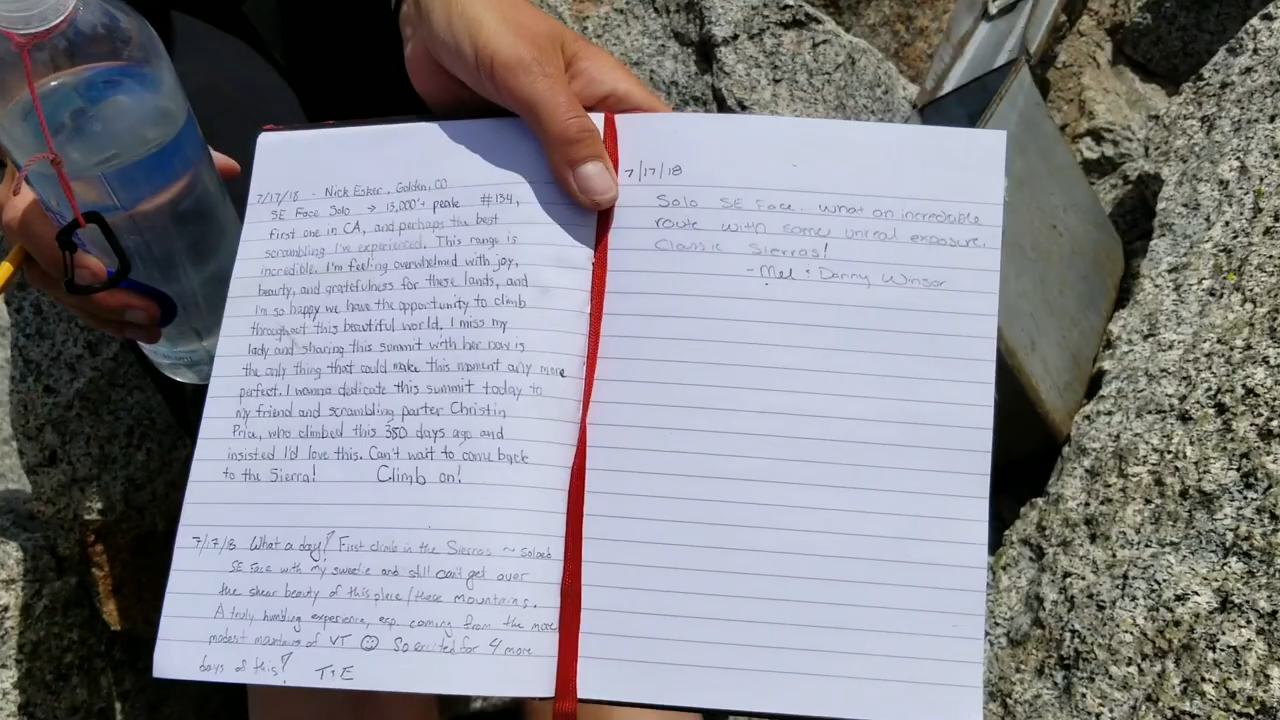 7/17/18 - Nick Esker, Golden, CO
SE Face Solo → 13,000'+ peak #134,
first one in CA, and perhaps the best
scrambling I've experienced. This range is
incredible. I'm feeling overwhelmed with joy,
beauty, and gratefulness for these lands, and
I'm so happy we have the opportunity to climb
throughout this beautiful world. I miss my
lady and sharing this summit with her now is
the only thing that could make this moment any more
perfect. I wanna dedicate this summit today to
my friend and scrambling parter Christin
Price, who climbed this 350 days ago and
insisted I'd love this. Can't wait to come back
to the Sierra! Climb on!
7/17/18 What a day! First climb in the Sierras ~ soloed
SE Face with my sweetie and still can't get over
the shear beauty of this place/these mountains.
A truly humbling experience, esp. coming from the more
modest mountains of VT ☺ So excited for 4 more
days of this! T+E
7/17/18
Solo SE Face. What an incredible
route with some unreal exposure.
Classic Sierras!
- Mel & Danny Winsor